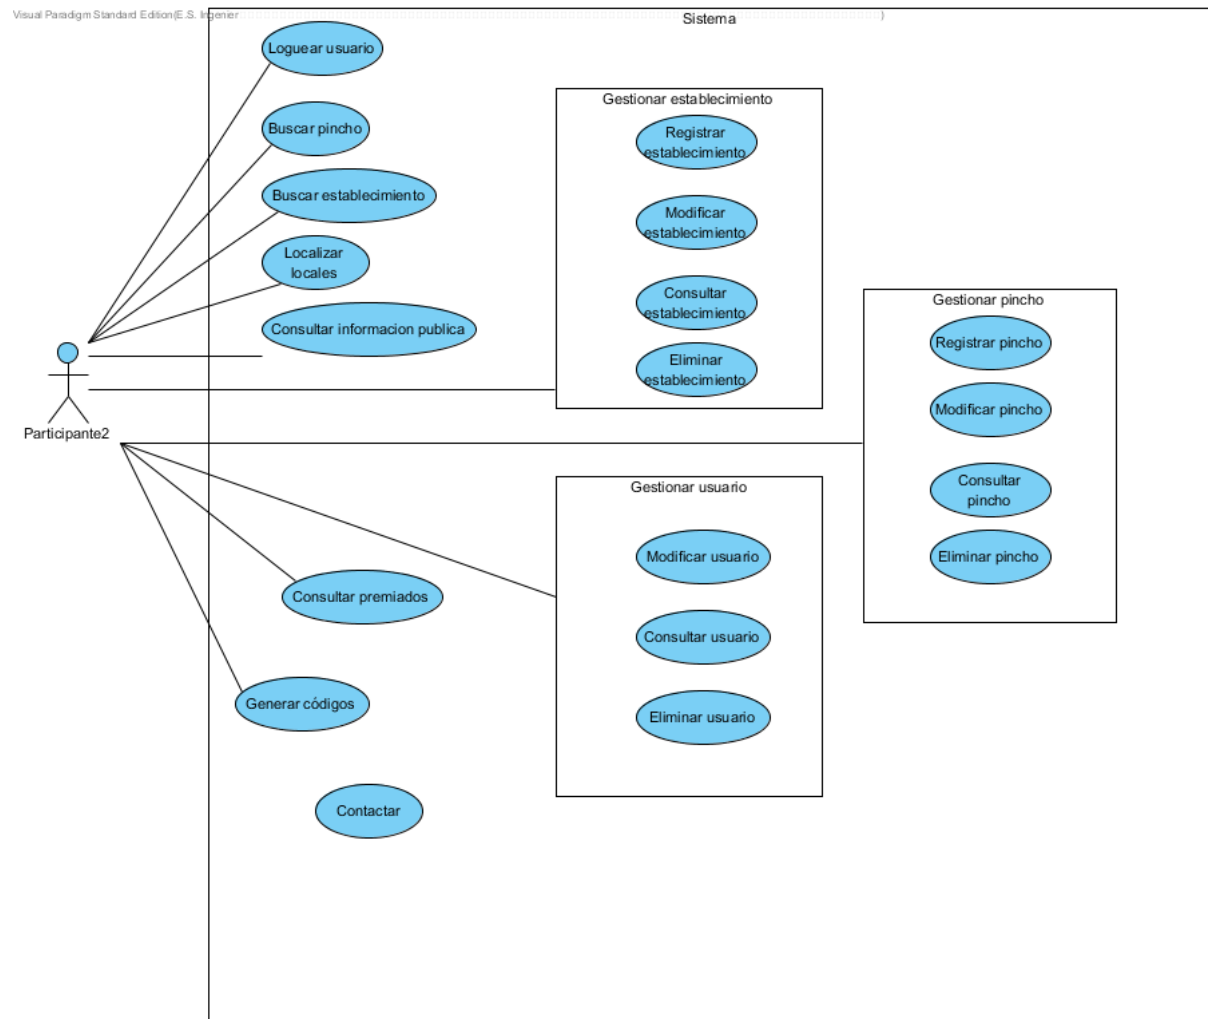 Visual Paradigm Standard Edition(E.S. Ingenier
)
Sistema
Loguear usuario
Buscar pincho
Buscar establecimiento
Localizar
locales
Consultar informacion publica
Participante2
Gestionar establecimiento
Registrar
establecimiento
Modificar
establecimiento
Consultar
establecimiento
Eliminar
establecimiento
Gestionar pincho
Registrar pincho
Modificar pincho
Consultar
pincho
Eliminar pincho
Gestionar usuario
Modificar usuario
Consultar usuario
Eliminar usuario
Consultar premiados
Generar códigos
Contactar